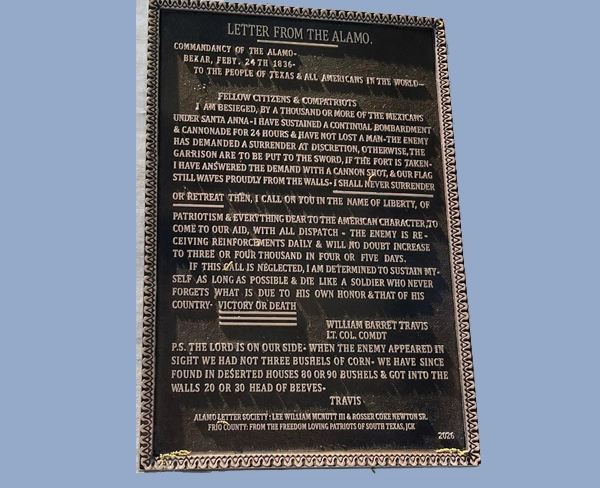 LETTER FROM THE ALAMO.
COMMANDANCY OF THE ALAMO-
BEXAR, FEBY. 24TH 1836-
TO THE PEOPLE OF TEXAS & ALL AMERICANS IN THE WORLD-
FELLOW CITIZENS & COMPATRIOTS
I AM BESIEGED, BY A THOUSAND OR MORE OF THE MEXICANS
UNDER SANTA ANNA-I HAVE SUSTAINED A CONTINUAL BOMBARDMENT
& CANNONADE FOR 24 HOURS & HAVE NOT LOST A MAN-THE ENEMY
HAS DEMANDED A SURRENDER AT DISCRETION, OTHERWISE, THE
GARRISON ARE TO BE PUT TO THE SWORD, IF THE FORT IS TAKEN-
I HAVE ANSWERED THE DEMAND WITH A CANNON SHOT, & OUR FLAG
STILL WAVES PROUDLY FROM THE WALLS-I SHALL NEVER SURRENDER
OR RETREAT THEN, I CALL ON YOU IN THE NAME OF LIBERTY, OF
PATRIOTISM & EVERYTHING DEAR TO THE AMERICAN CHARACTER, TO
COME TO OUR AID, WITH ALL DISPATCH - THE ENEMY IS RE-
CEIVING REINFORCEMENTS DAILY & WILL NO DOUBT INCREASE
TO THREE OR FOUR THOUSAND IN FOUR OR FIVE DAYS.
IF THIS CALL IS NEGLECTED, I AM DETERMINED TO SUSTAIN MY-
SELF AS LONG AS POSSIBLE & DIE LIKE A SOLDIER WHO NEVER
FORGETS WHAT IS DUE TO HIS OWN HONOR & THAT OF HIS
COUNTRY- VICTORY OR DEATH
WILLIAM BARRET TRAVIS
LT. COL. COMDT
P.S. THE LORD IS ON OUR SIDE- WHEN THE ENEMY APPEARED IN
SIGHT WE HAD NOT THREE BUSHELS OF CORN- WE HAVE SINCE
FOUND IN DESERTED HOUSES 80 OR 90 BUSHELS & GOT INTO THE
WALLS 20 OR 30 HEAD OF BEEVES-
TRAVIS
ALAMO LETTER SOCIETY: LEE WILLIAM MCNUTT III & ROSSER COKE NEWTON SR.
FRIO COUNTY: FROM THE FREEDOM LOVING PATRIOTS OF SOUTH TEXAS, JCK
2026